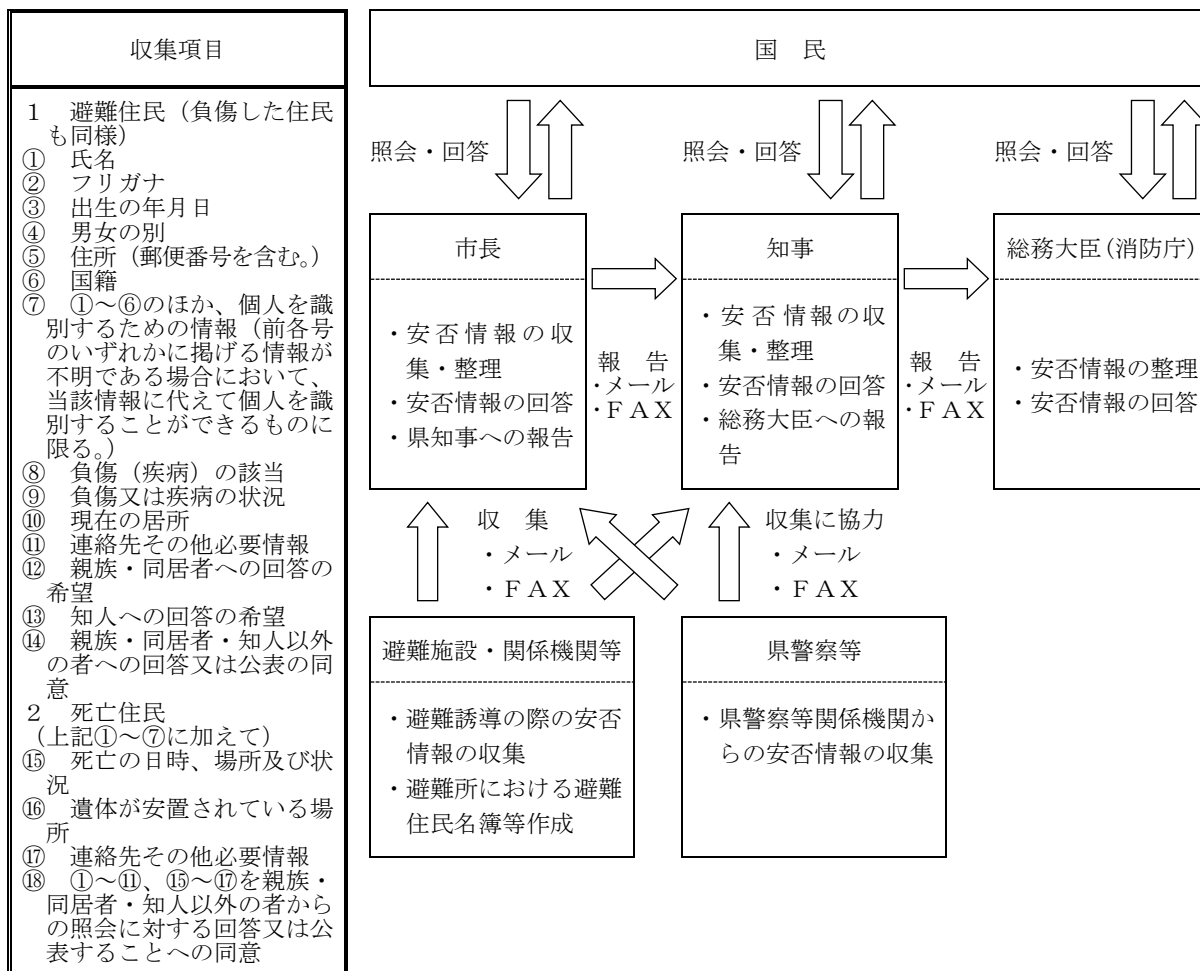 収集項目
1 避難住民（負傷した住民
も同様）
① 氏名
② フリガナ
③ 出生の年月日
④ 男女の別
⑤ 住所（郵便番号を含む。）
⑥ 国籍
⑦ ①～⑥のほか、個人を識
別するための情報（前各号
のいずれかに掲げる情報が
不明である場合において、
当該情報に代えて個人を識
別することができるものに
限る。）
⑧ 負傷（疾病）の該当
⑨ 負傷又は疾病の状況
⑩ 現在の居所
⑪ 連絡先その他必要情報
⑫ 親族・同居者への回答の
希望
⑬ 知人への回答の希望
⑭ 親族・同居者・知人以外
の者への回答又は公表の同
意
2 死亡住民
（上記①～⑦に加えて）
⑮ 死亡の日時、場所及び状
況
⑯ 遺体が安置されている場
所
⑰ 連絡先その他必要情報
⑱ ①～⑪、⑮～⑰を親族・
同居者・知人以外の者から
の照会に対する回答又は公
表することへの同意
国 民
照会・回答
照会・回答
照会・回答
市長
・安否情報の収
集・整理
・安否情報の回答
・県知事への報告
報 告
・メール
・ＦＡＸ
知事
・安否情報の収
集・整理
・安否情報の回答
・総務大臣への報
告
報 告
・メール
・ＦＡＸ
総務大臣（消防庁）
・安否情報の整理
・安否情報の回答
収 集
・メール
・ＦＡＸ
収集に協力
・メール
・ＦＡＸ
避難施設・関係機関等
・避難誘導の際の安否
情報の収集
・避難所における避難
住民名簿等作成
県警察等
・県警察等関係機関か
らの安否情報の収集